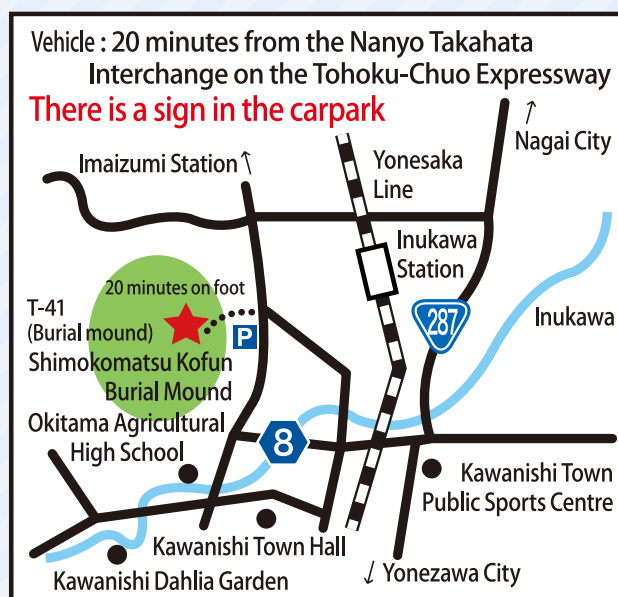 Vehicle : 20 minutes from the Nanyo Takahata
Interchange on the Tohoku-Chuo Expressway
There is a sign in the carpark
↑
Nagai City
Imaizumi Station ↑
Yonesaka
Line
Inukawa
Station
20 minutes on foot
T-41
(Burial mound)
P
287
Inukawa
Shimokomatsu Kofun
Burial Mound
Okitama Agricultural
High School
8
Kawanishi Town
Public Sports Centre
Kawanishi Town Hall
Kawanishi Dahlia Garden
↓ Yonezawa City